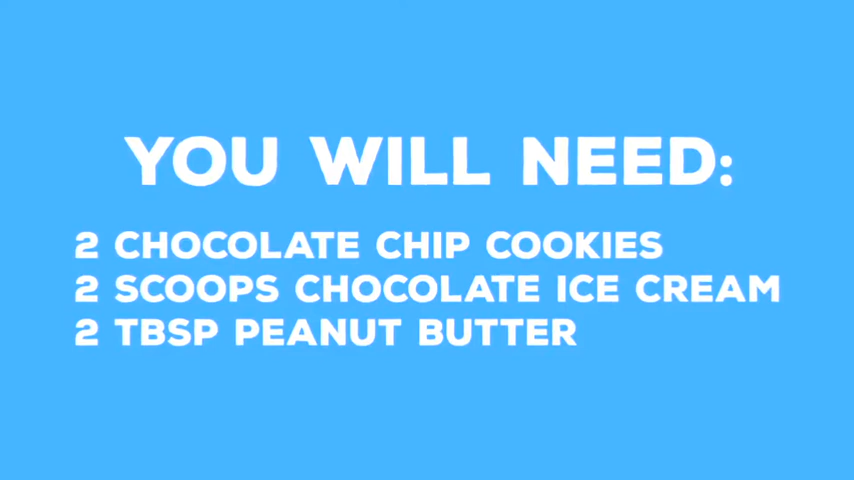 YOU WILL NEED:
2 CHOCOLATE CHIP COOKIES
2 SCOOPS CHOCOLATE ICE CREAM
2 TBSP PEANUT BUTTER